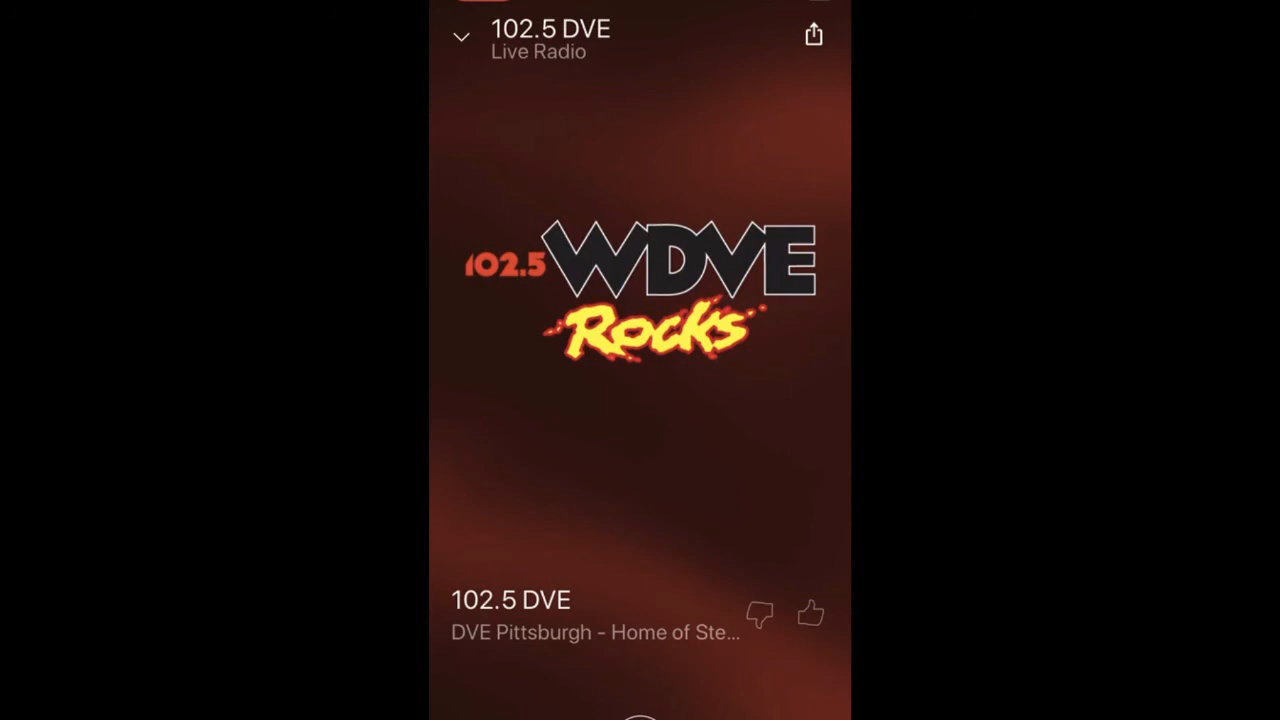 102.5 DVE
Live Radio
102.5 WDVE
Rocks
102.5 DVE
DVE Pittsburgh - Home of Ste...